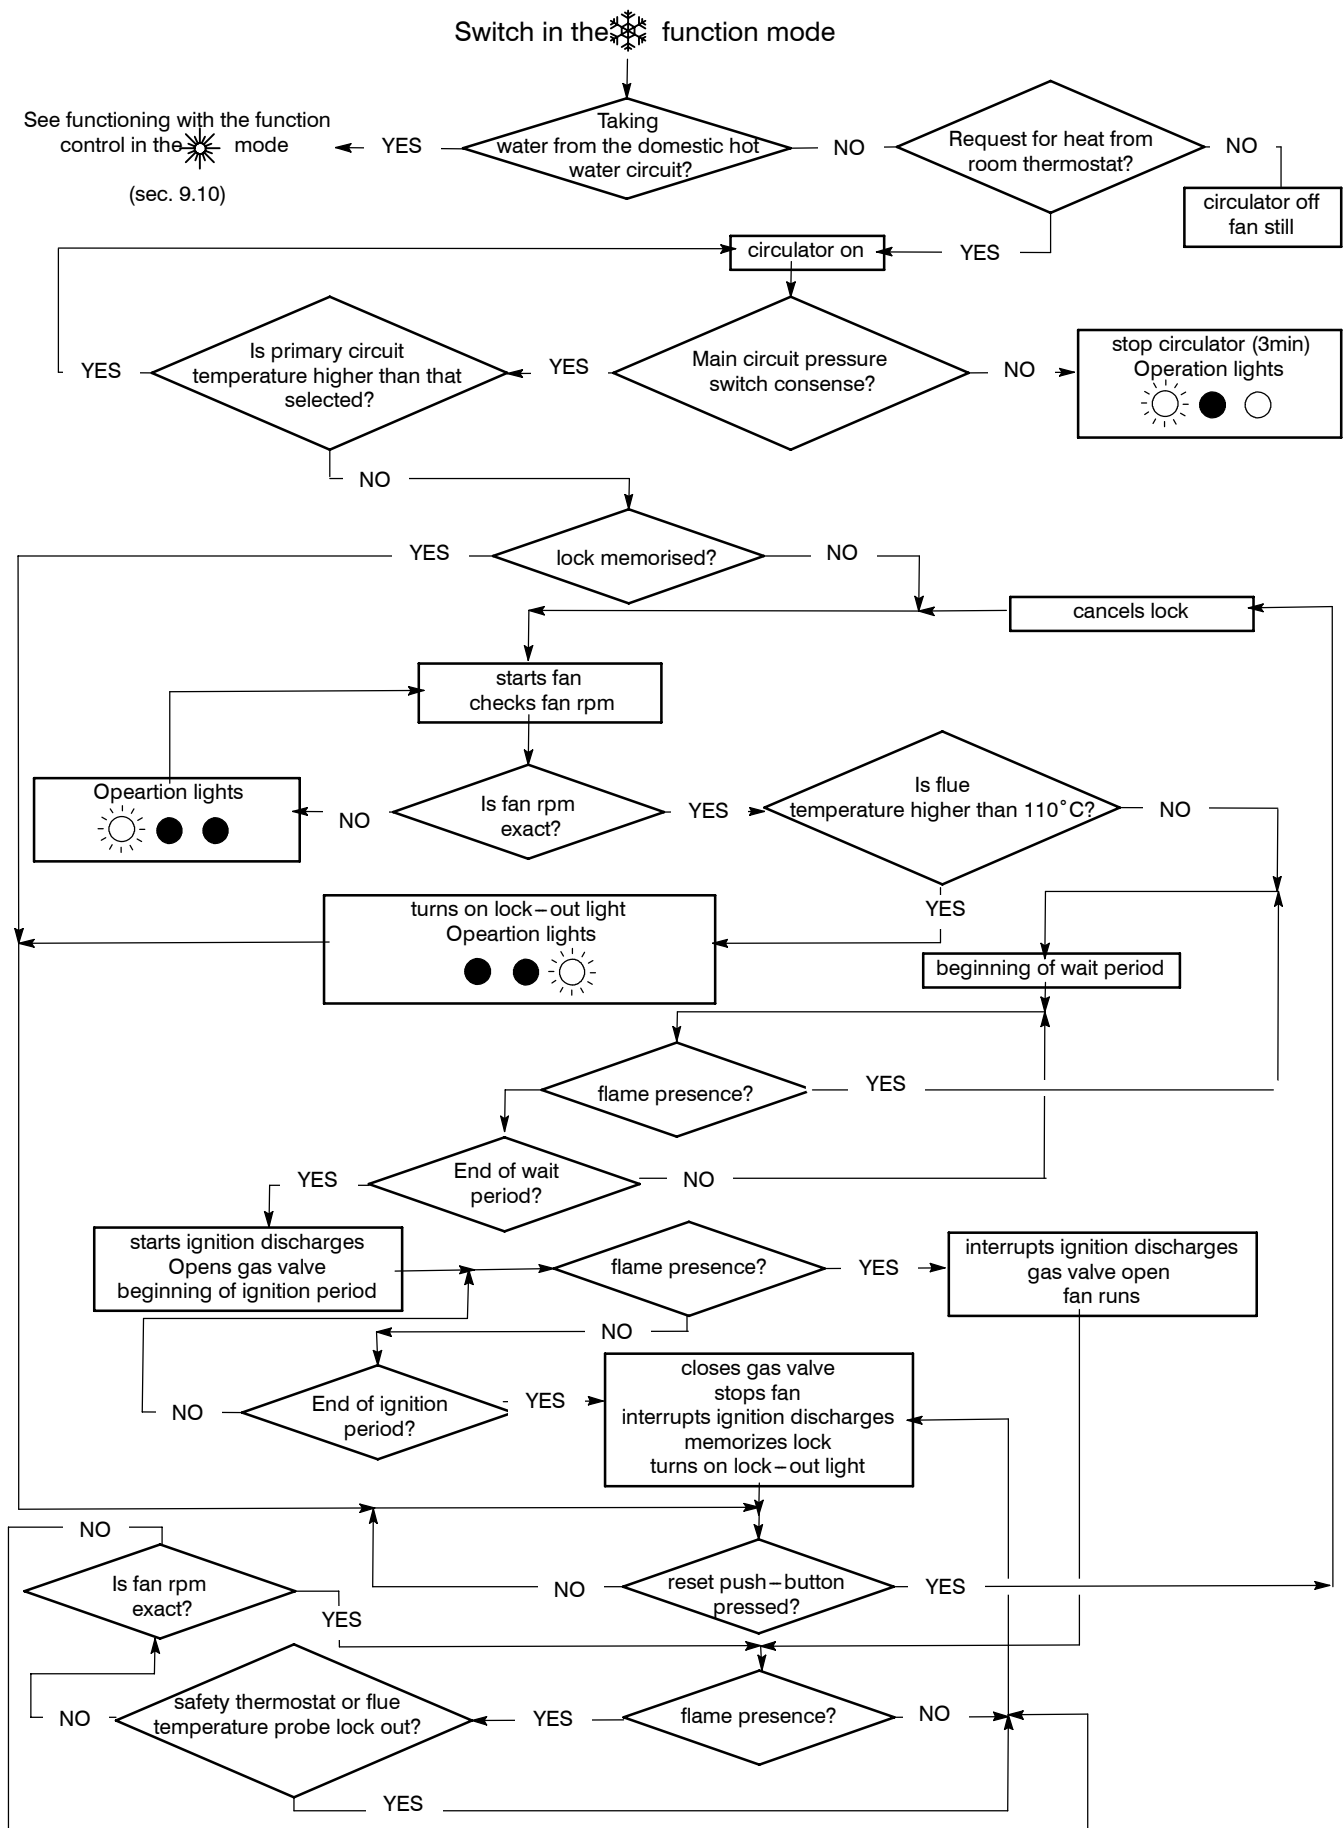 Switch in the function mode
See functioning with the function
control in the mode
(sec. 9.10)
YES
Taking
water from the domestic hot
water circuit?
NO
Request for heat from
room thermostat?
NO
circulator off
fan still
circulator on
YES
YES
Is primary circuit
temperature higher than that
selected?
YES
Main circuit pressure
switch consense?
NO
stop circulator (3min)
Operation lights
NO
YES
lock memorised?
NO
cancels lock
starts fan
checks fan rpm
Opeartion lights
NO
Is fan rpm
exact?
YES
Is flue
temperature higher than 110°C?
NO
YES
turns on lock–out light
Opeartion lights
beginning of wait period
flame presence?
YES
YES
End of wait
period?
NO
starts ignition discharges
Opens gas valve
beginning of ignition period
flame presence?
YES
interrupts ignition discharges
gas valve open
fan runs
NO
NO
End of ignition
period?
YES
closes gas valve
stops fan
interrupts ignition discharges
memorizes lock
turns on lock–out light
NO
Is fan rpm
exact?
YES
NO
reset push–button
pressed?
YES
NO
safety thermostat or flue
temperature probe lock out?
YES
flame presence?
NO
YES